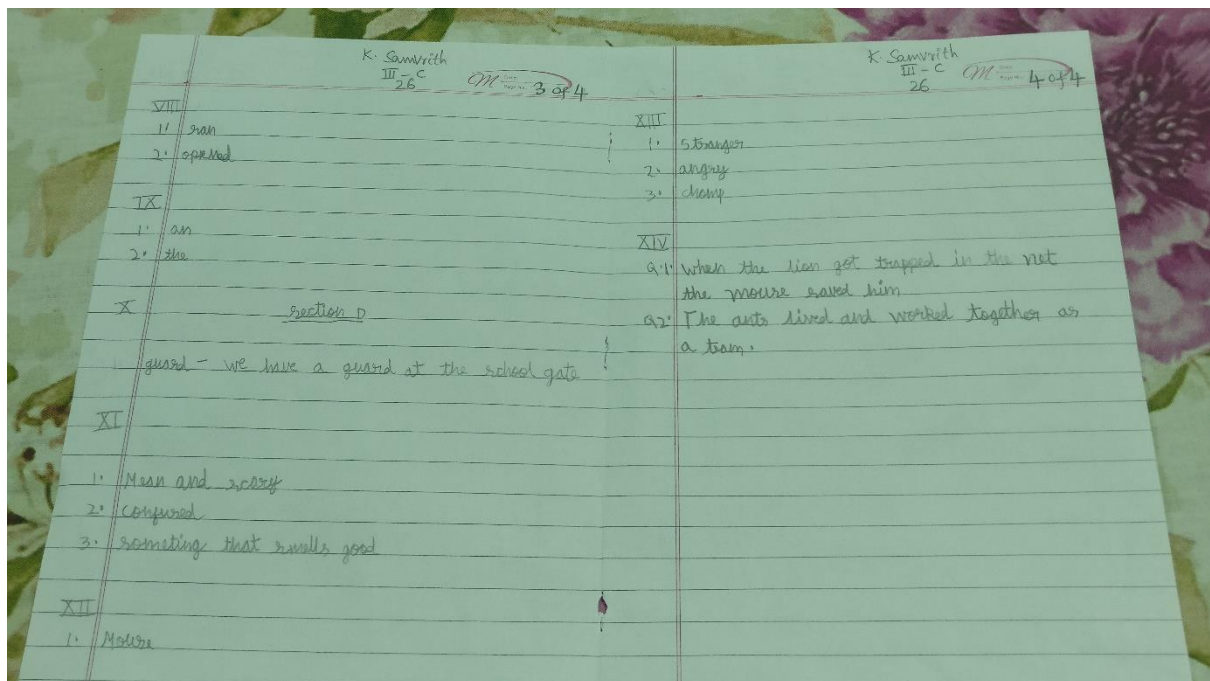 K. Samvrith
III - C
26
3 of 4
VIII
1. ran
2. opened
IX
1. an
2. the
X
section D
guard - we have a guard at the school gate
XI
1. Mean and scary
2. confused
3. someting that smells good
XII
1. Mouse
K. Samvrith
III - C
26
4 of 4
XIII
1. Stranger
2. angry
3. chomp
XIV
Q.1. When the lion got trapped in the net
the mouse saved him
Q2. The ants lived and worked together as
a team.